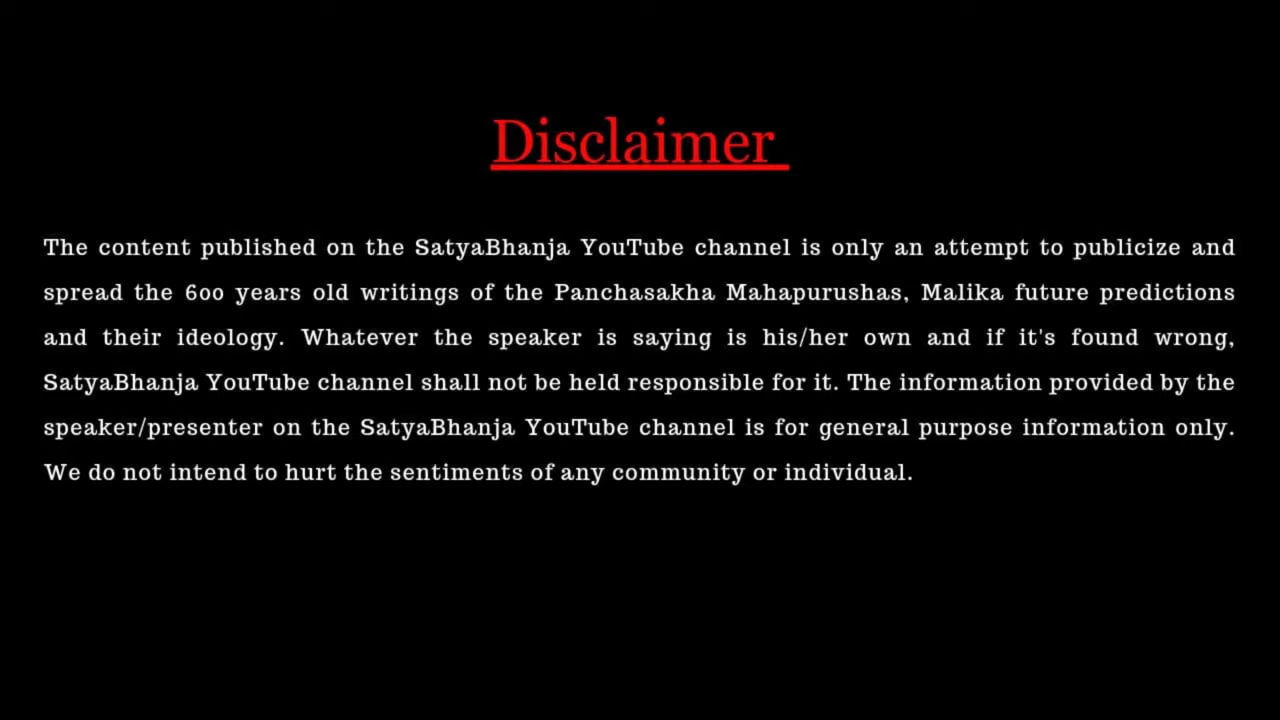 Disclaimer
The content published on the SatyaBhanja YouTube channel is only an attempt to publicize and
spread the 600 years old writings of the Panchasakha Mahapurushas, Malika future predictions
and their ideology. Whatever the speaker is saying is his/her own and if it's found wrong,
SatyaBhanja YouTube channel shall not be held responsible for it. The information provided by the
speaker/presenter on the SatyaBhanja YouTube channel is for general purpose information only.
We do not intend to hurt the sentiments of any community or individual.